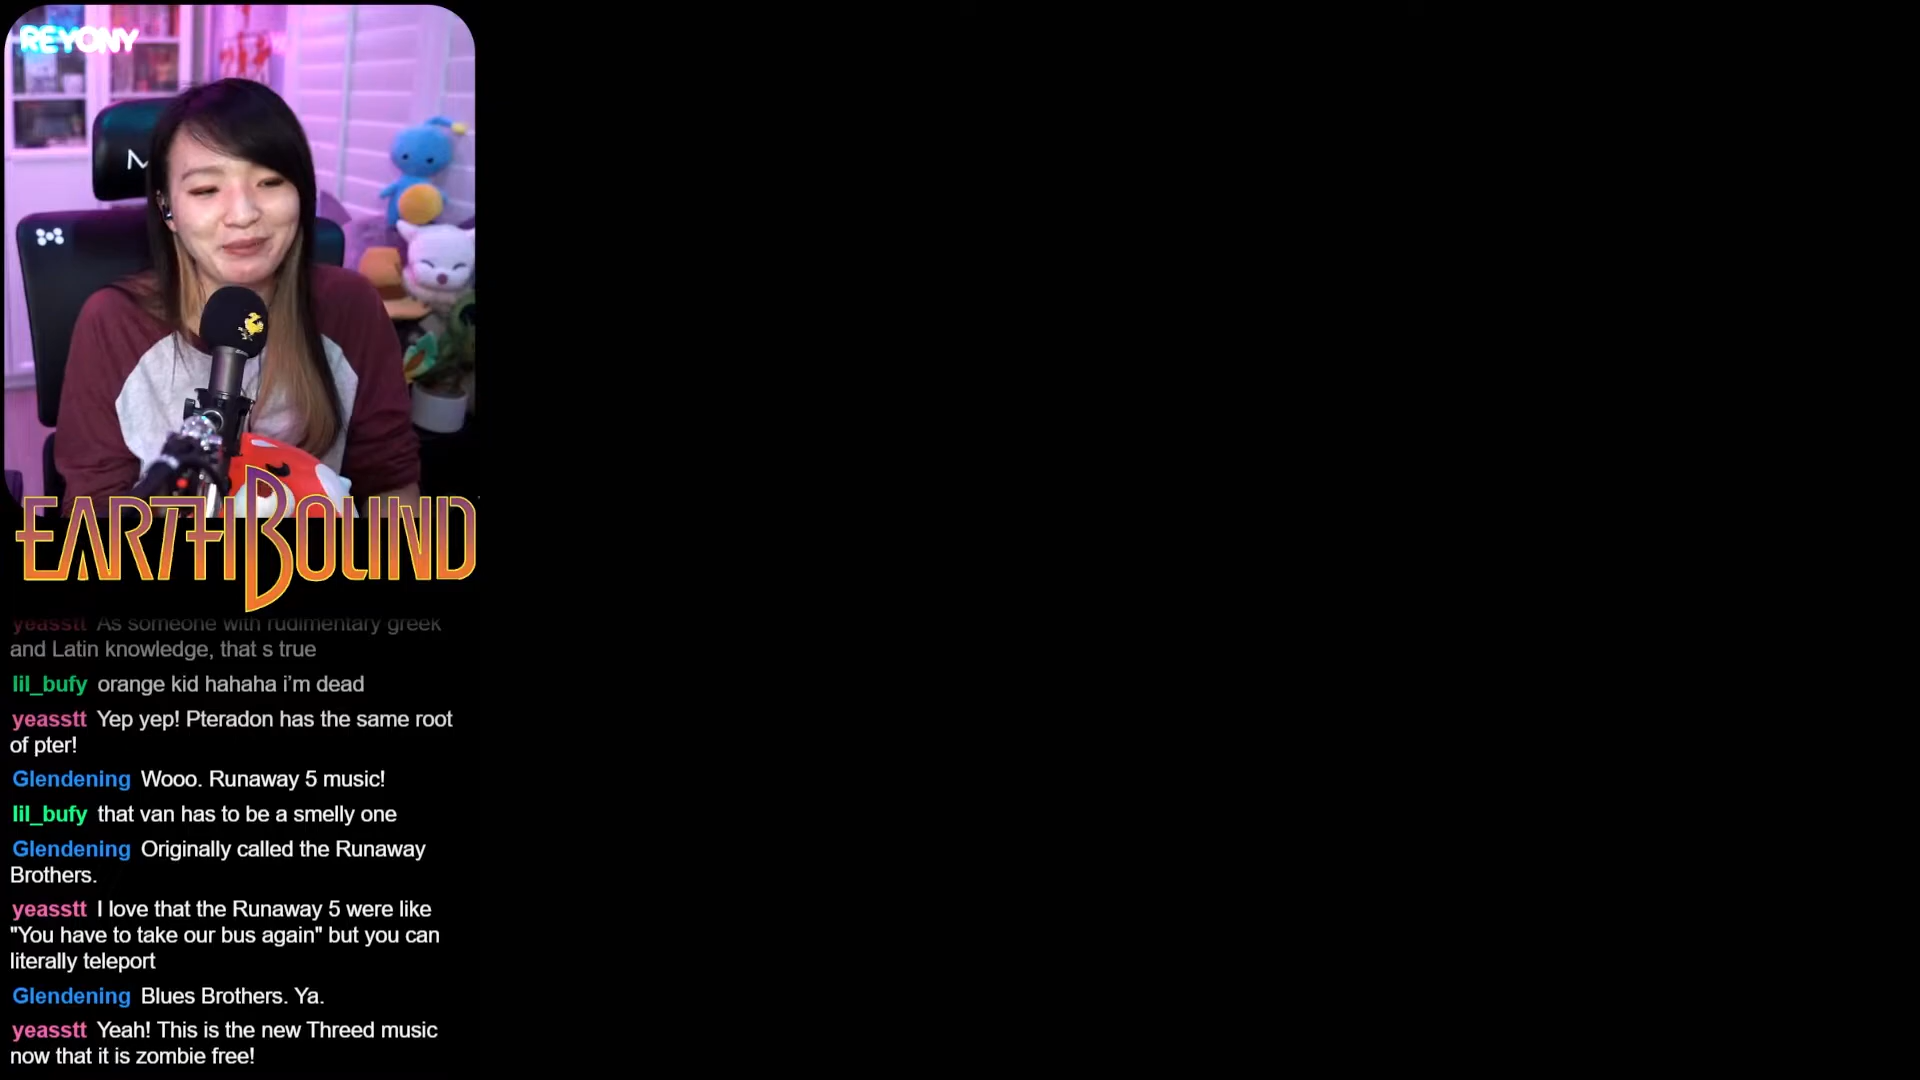 REYONY
M
EARTHBOUND
yeasstt As someone with rudimentary greek
and Latin knowledge, that s true
lil_bufy orange kid hahaha i’m dead
yeasstt Yep yep! Pteradon has the same root
of pter!
Glendening Wooo. Runaway 5 music!
lil_bufy that van has to be a smelly one
Glendening Originally called the Runaway
Brothers.
yeasstt I love that the Runaway 5 were like
"You have to take our bus again" but you can
literally teleport
Glendening Blues Brothers. Ya.
yeasstt Yeah! This is the new Threed music
now that it is zombie free!